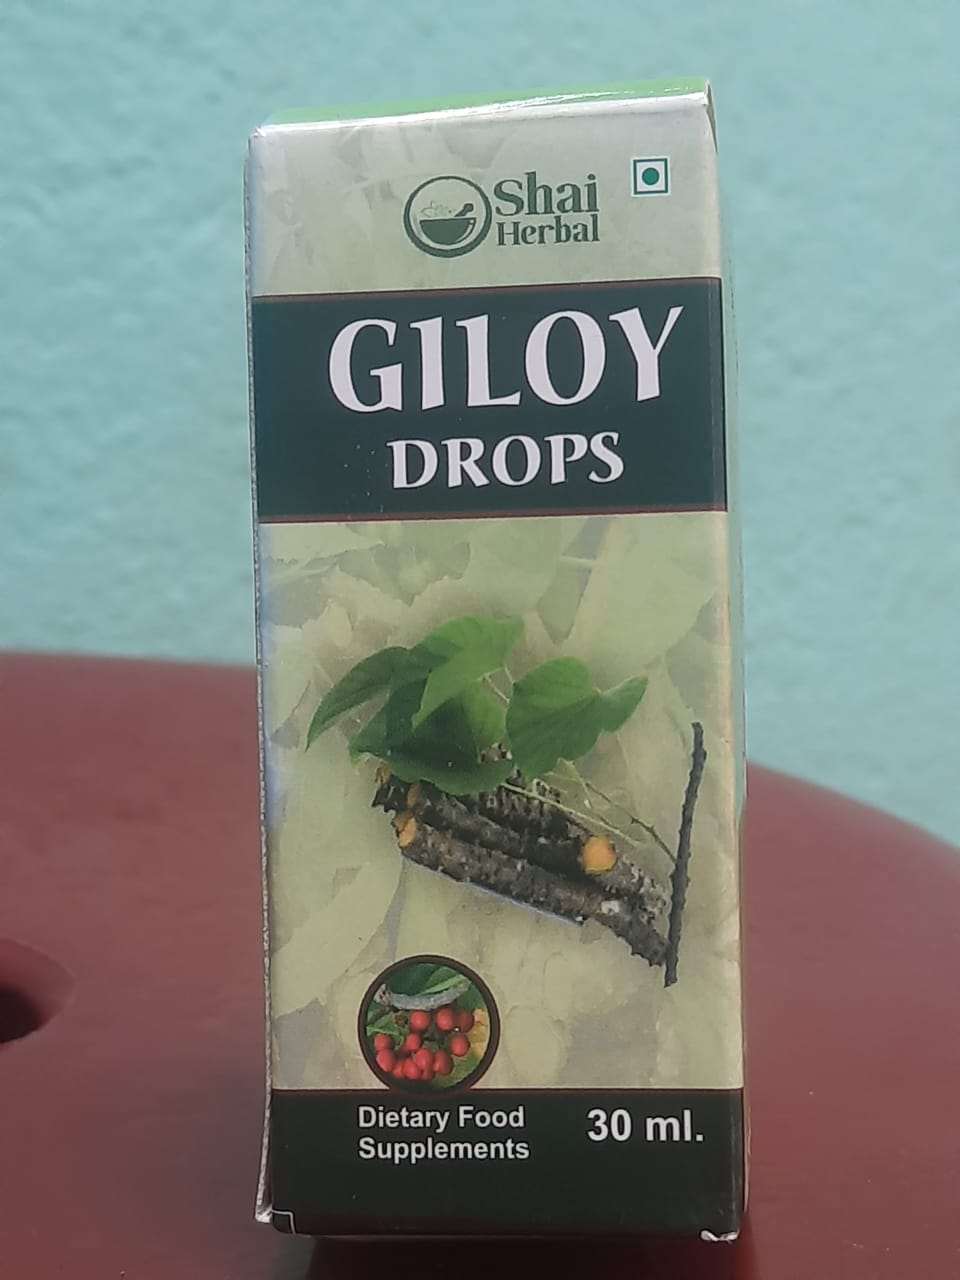 Shai
Herbal
GILOY
DROPS
Dietary Food
Supplements
30 ml.